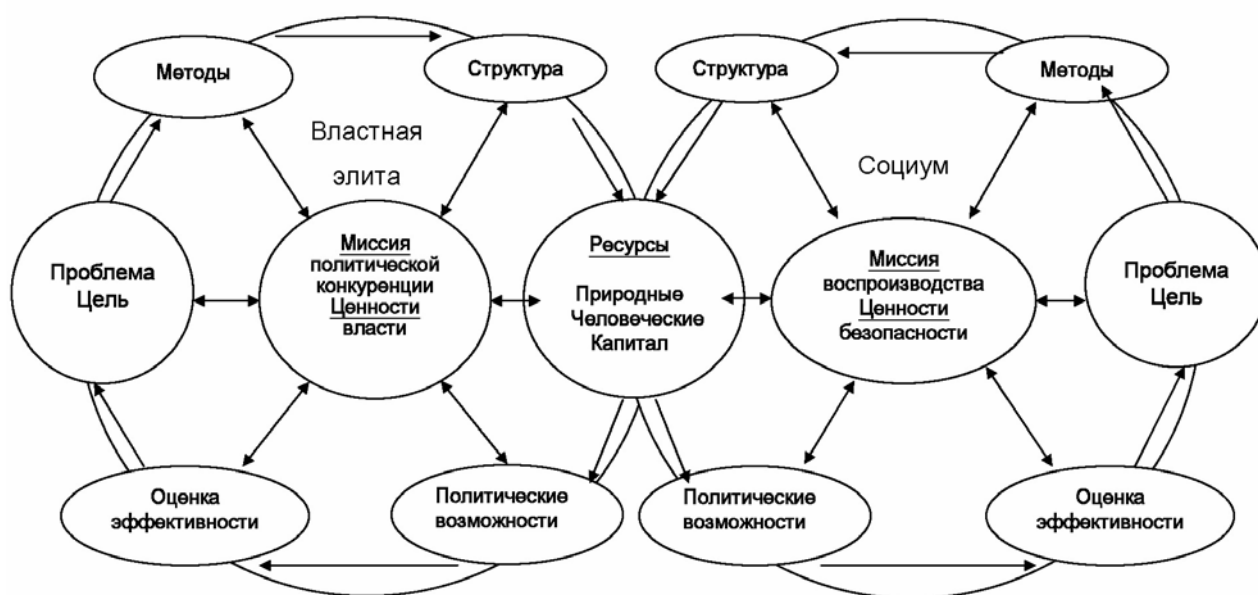 Методы
Структура
Структура
Методы
Властная
элита
Социум
Проблема
Цель
Миссия
политической
конкуренции
Ценности
власти
Ресурсы
Природные
Человеческие
Капитал
Миссия
воспроизводства
Ценности
безопасности
Проблема
Цель
Оценка
эффективности
Политические
возможности
Политические
возможности
Оценка
эффективности